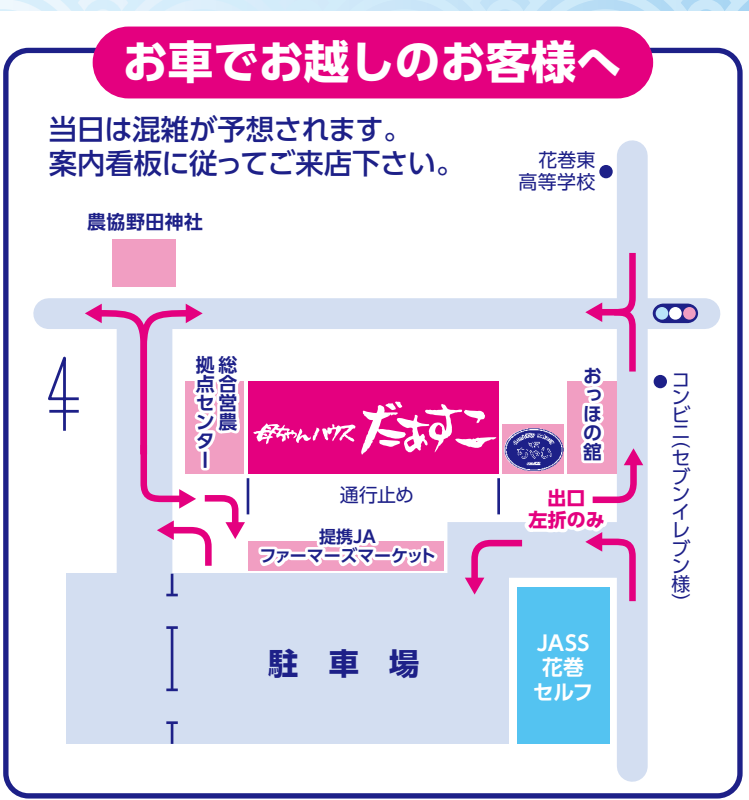 お車でお越しのお客様へ
当日は混雑が予想されます。
案内看板に従ってご来店下さい。
花巻東
高等学校
農協野田神社
総合営農
拠点センター
母ちゃんハウス だぁすこ
おっほの舘
コンビニ(セブンイレブン様)
通行止め
出口
左折のみ
提携JA
ファーマーズマーケット
駐車場
JASS
花巻
セルフ